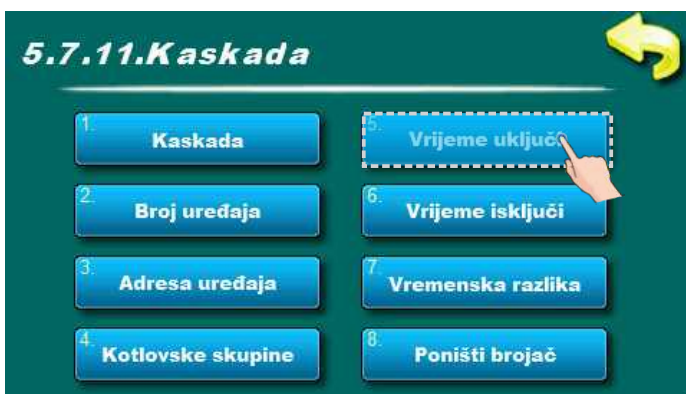 5.7.11.Kaskada
1. Kaskada
2. Broj uređaja
3. Adresa uređaja
4. Kotlovske skupine
5. Vrijeme uključi
6. Vrijeme isključi
7. Vremenska razlika
8. Poništi brojač